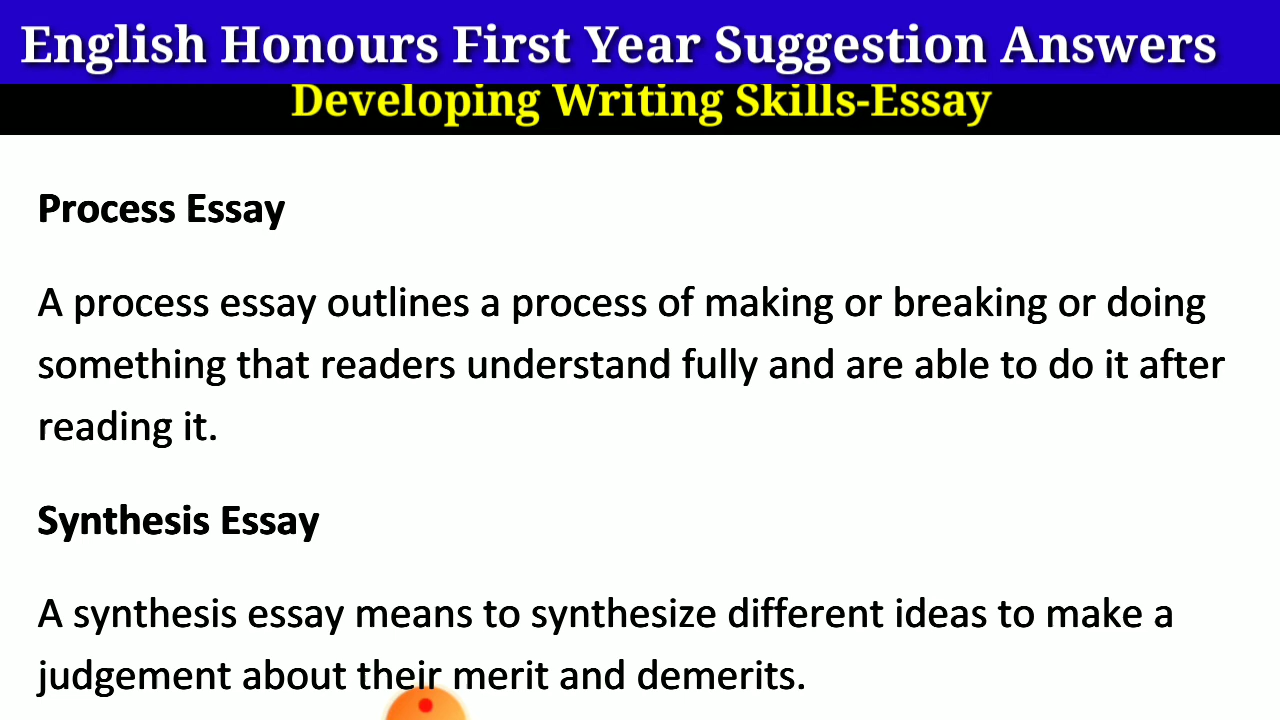 English Honours First Year Suggestion Answers
Developing Writing Skills-Essay
Process Essay
A process essay outlines a process of making or breaking or doing
something that readers understand fully and are able to do it after
reading it.
Synthesis Essay
A synthesis essay means to synthesize different ideas to make a
judgement about their merit and demerits.